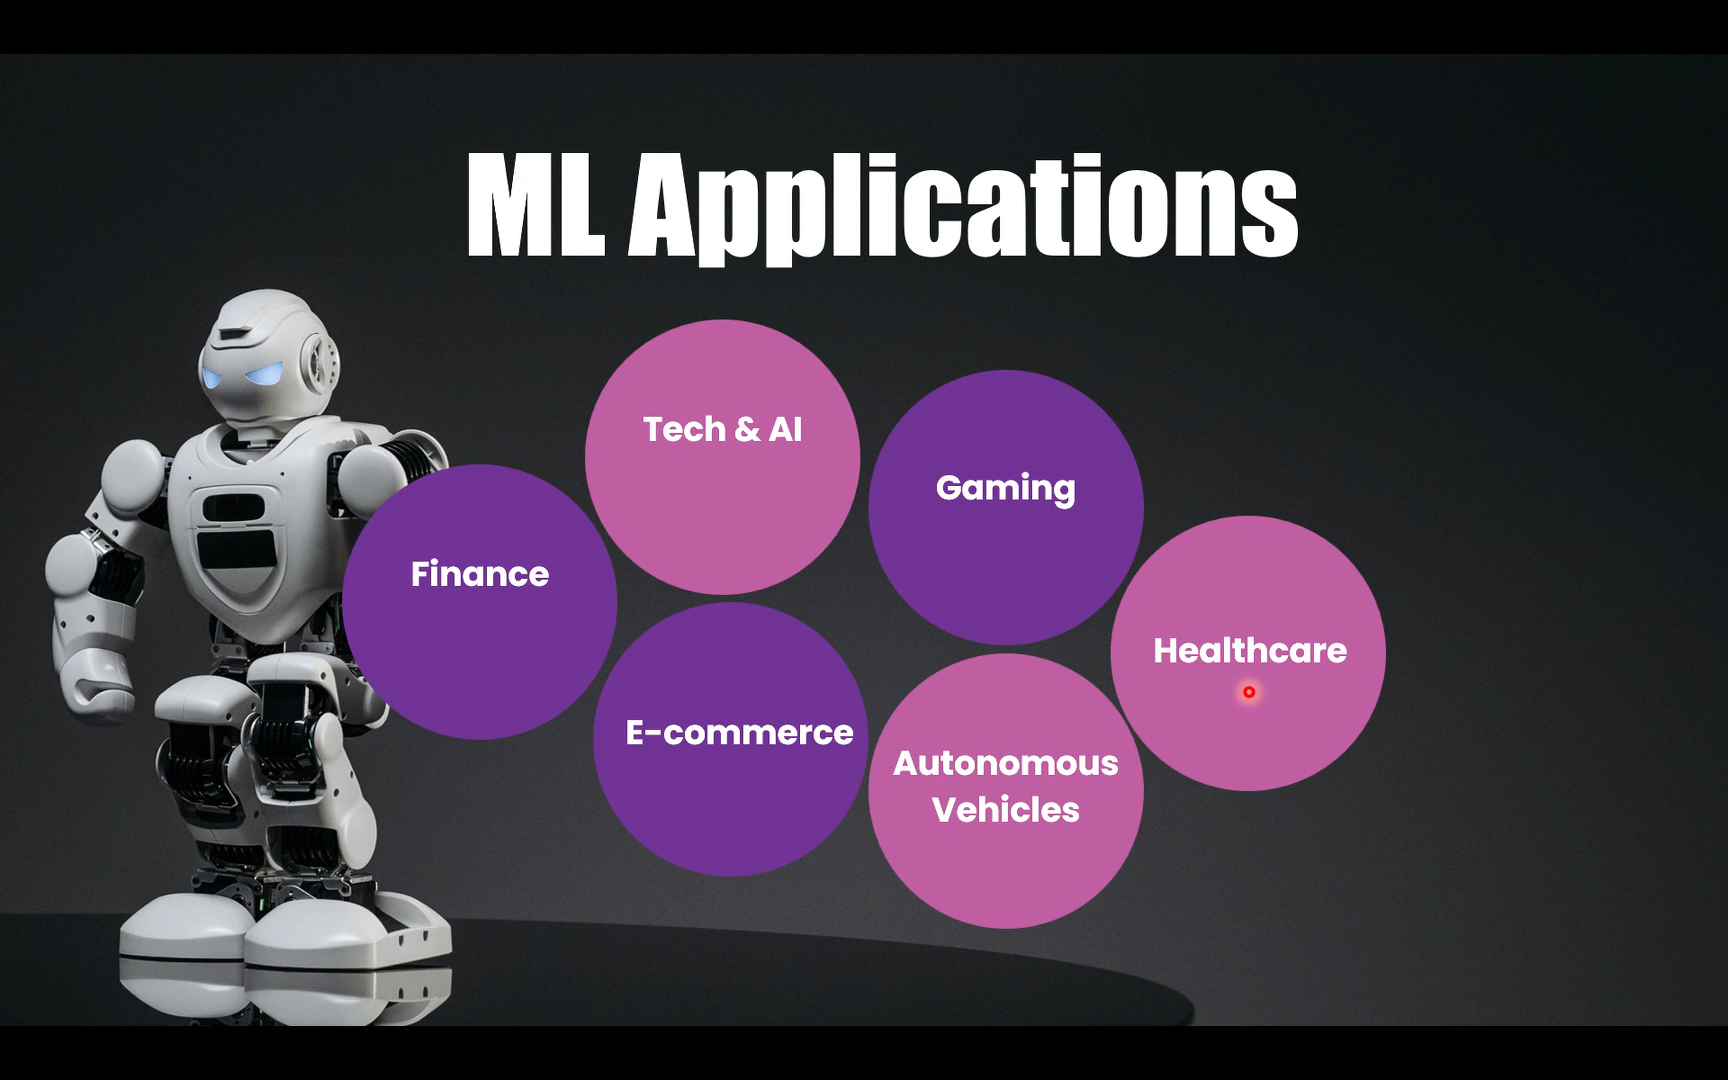 ML Applications
Tech & AI
Gaming
Finance
Healthcare
E-commerce
Autonomous
Vehicles